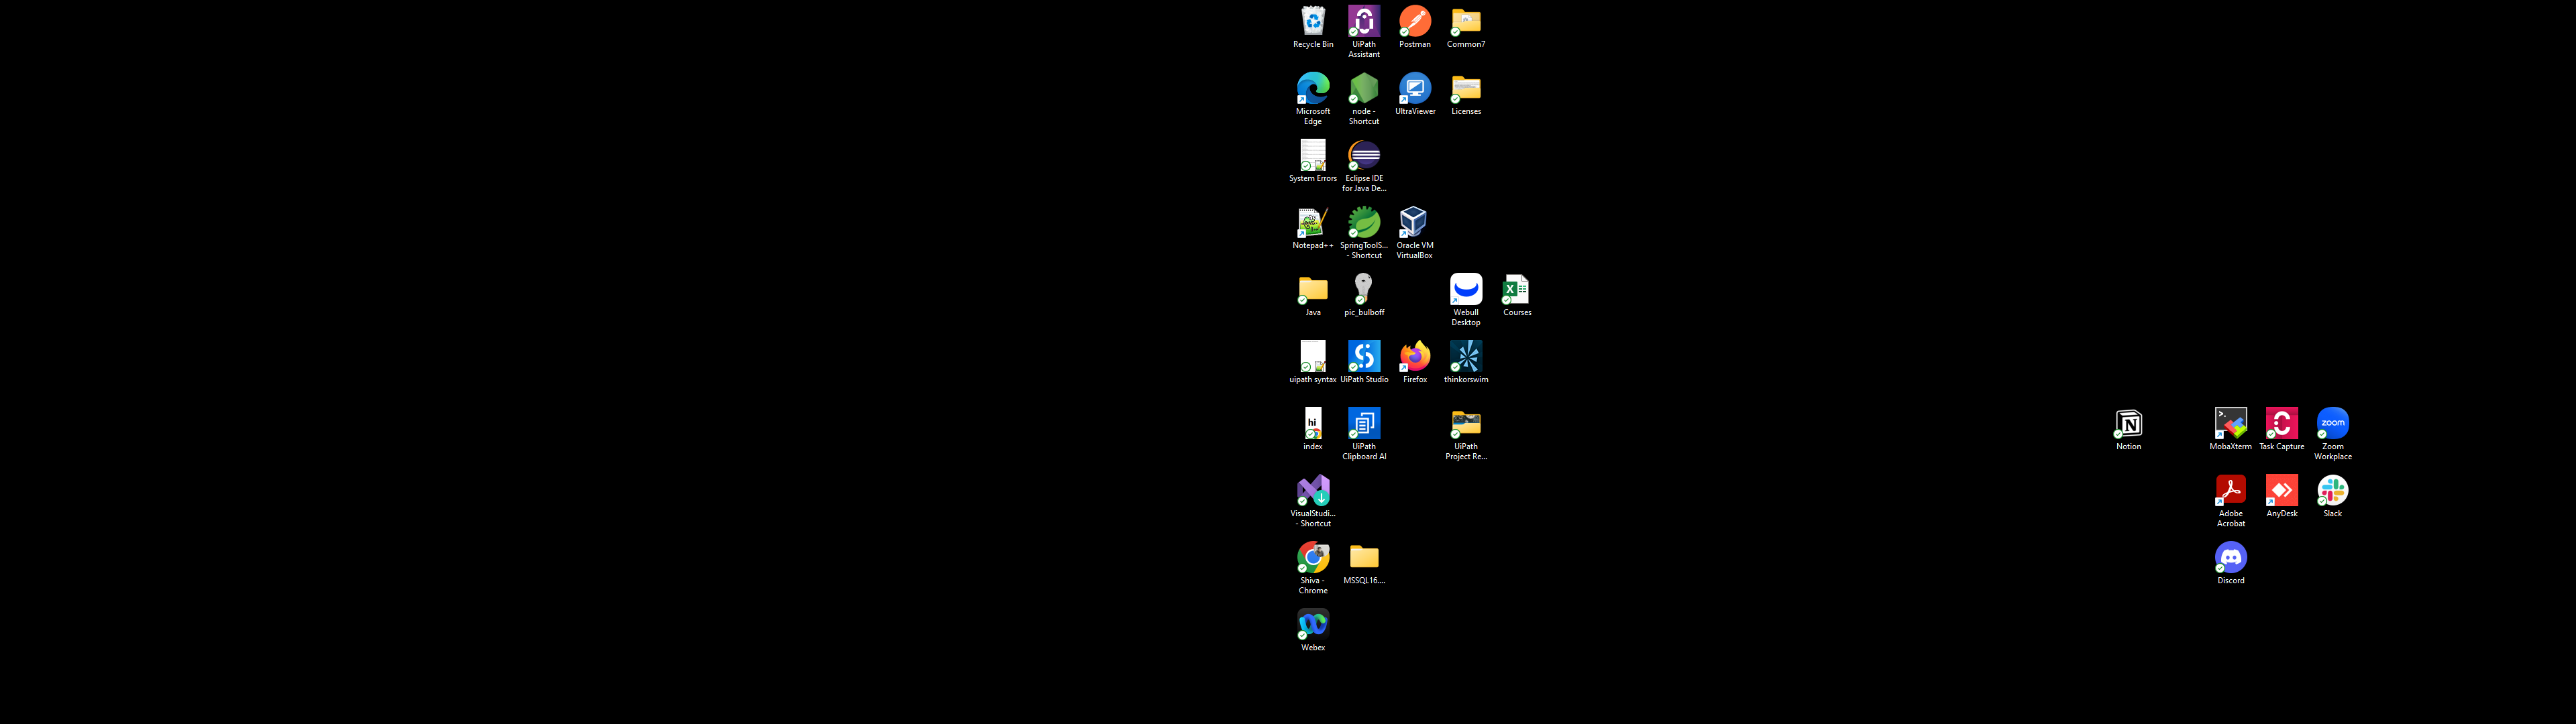 Recycle Bin
UiPath
Assistant
Postman
Common7
Microsoft
Edge
node -
Shortcut
UltraViewer
Licenses
System Errors
Eclipse IDE
for Java De...
Notepad++
SpringToolS...
- Shortcut
Oracle VM
VirtualBox
Java
pic_bulboff
Webull
Desktop
X
Courses
uipath syntax
UiPath Studio
Firefox
thinkorswim
hi
index
UiPath
Clipboard AI
UiPath
Project Re...
N
Notion
>.
MobaXterm
Task Capture
zoom
Zoom
Workplace
VisualStudi...
- Shortcut
Adobe
Acrobat
AnyDesk
Slack
Shiva -
Chrome
MSSQL16....
Discord
Webex